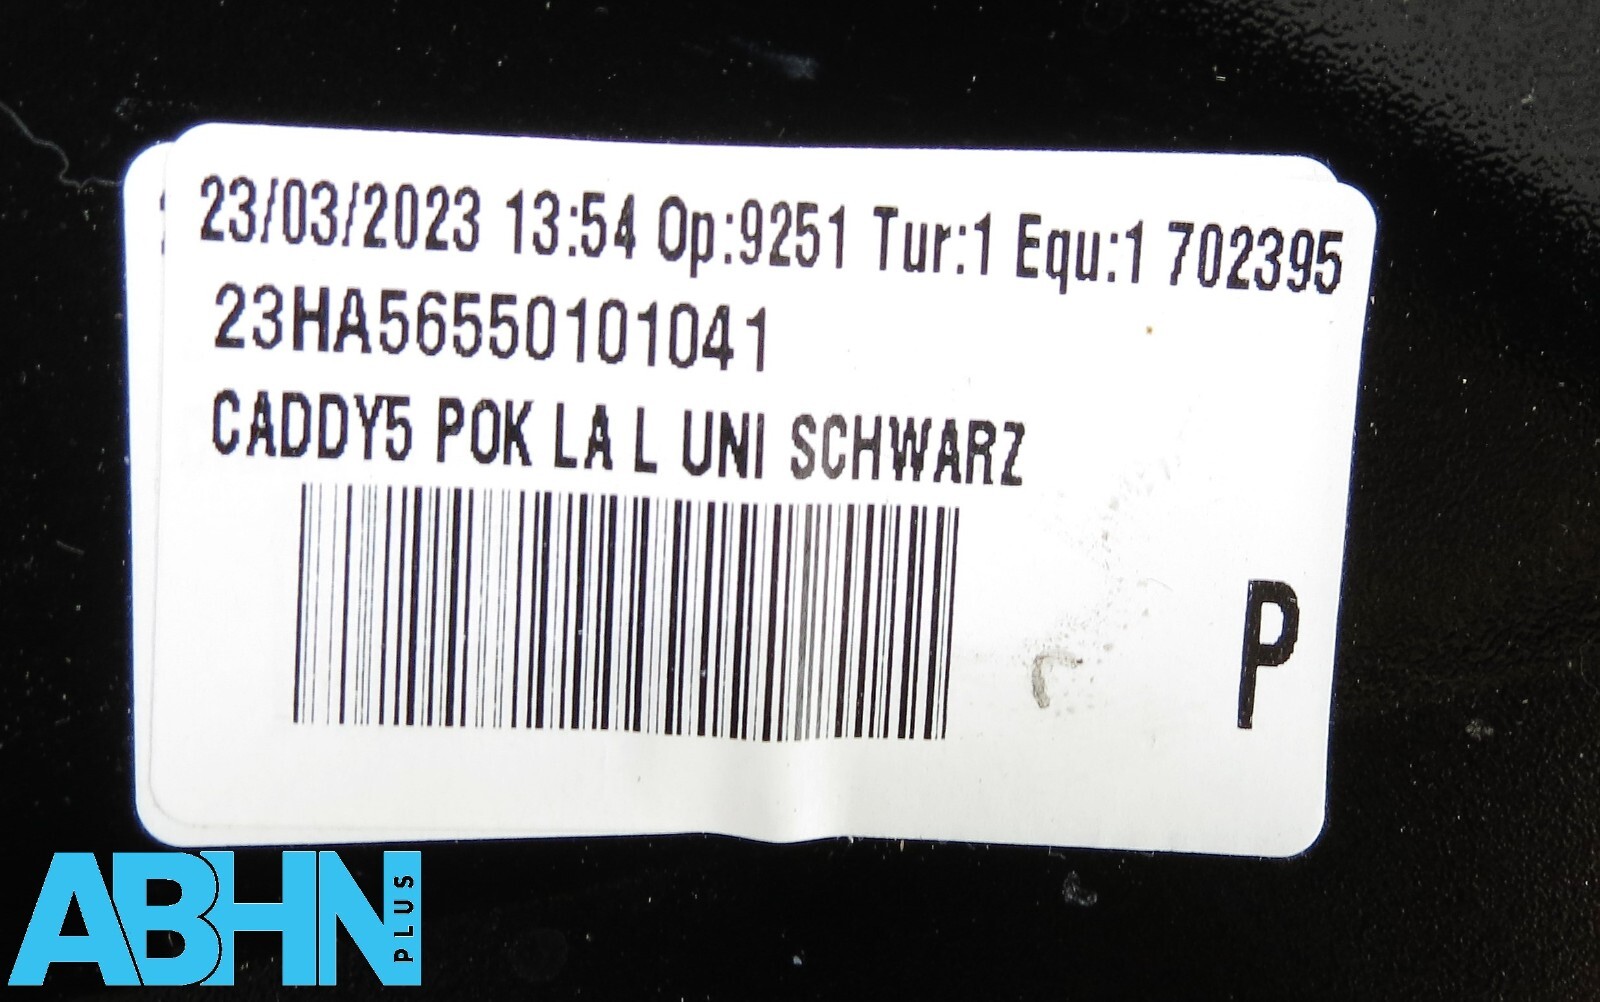 23/03/2023 13:54 Op:9251 Tur:1 Equ:1 702395
23HA56550101041
CADDY5 POK LA L UNI SCHWARZ
P
ABHN PLUS